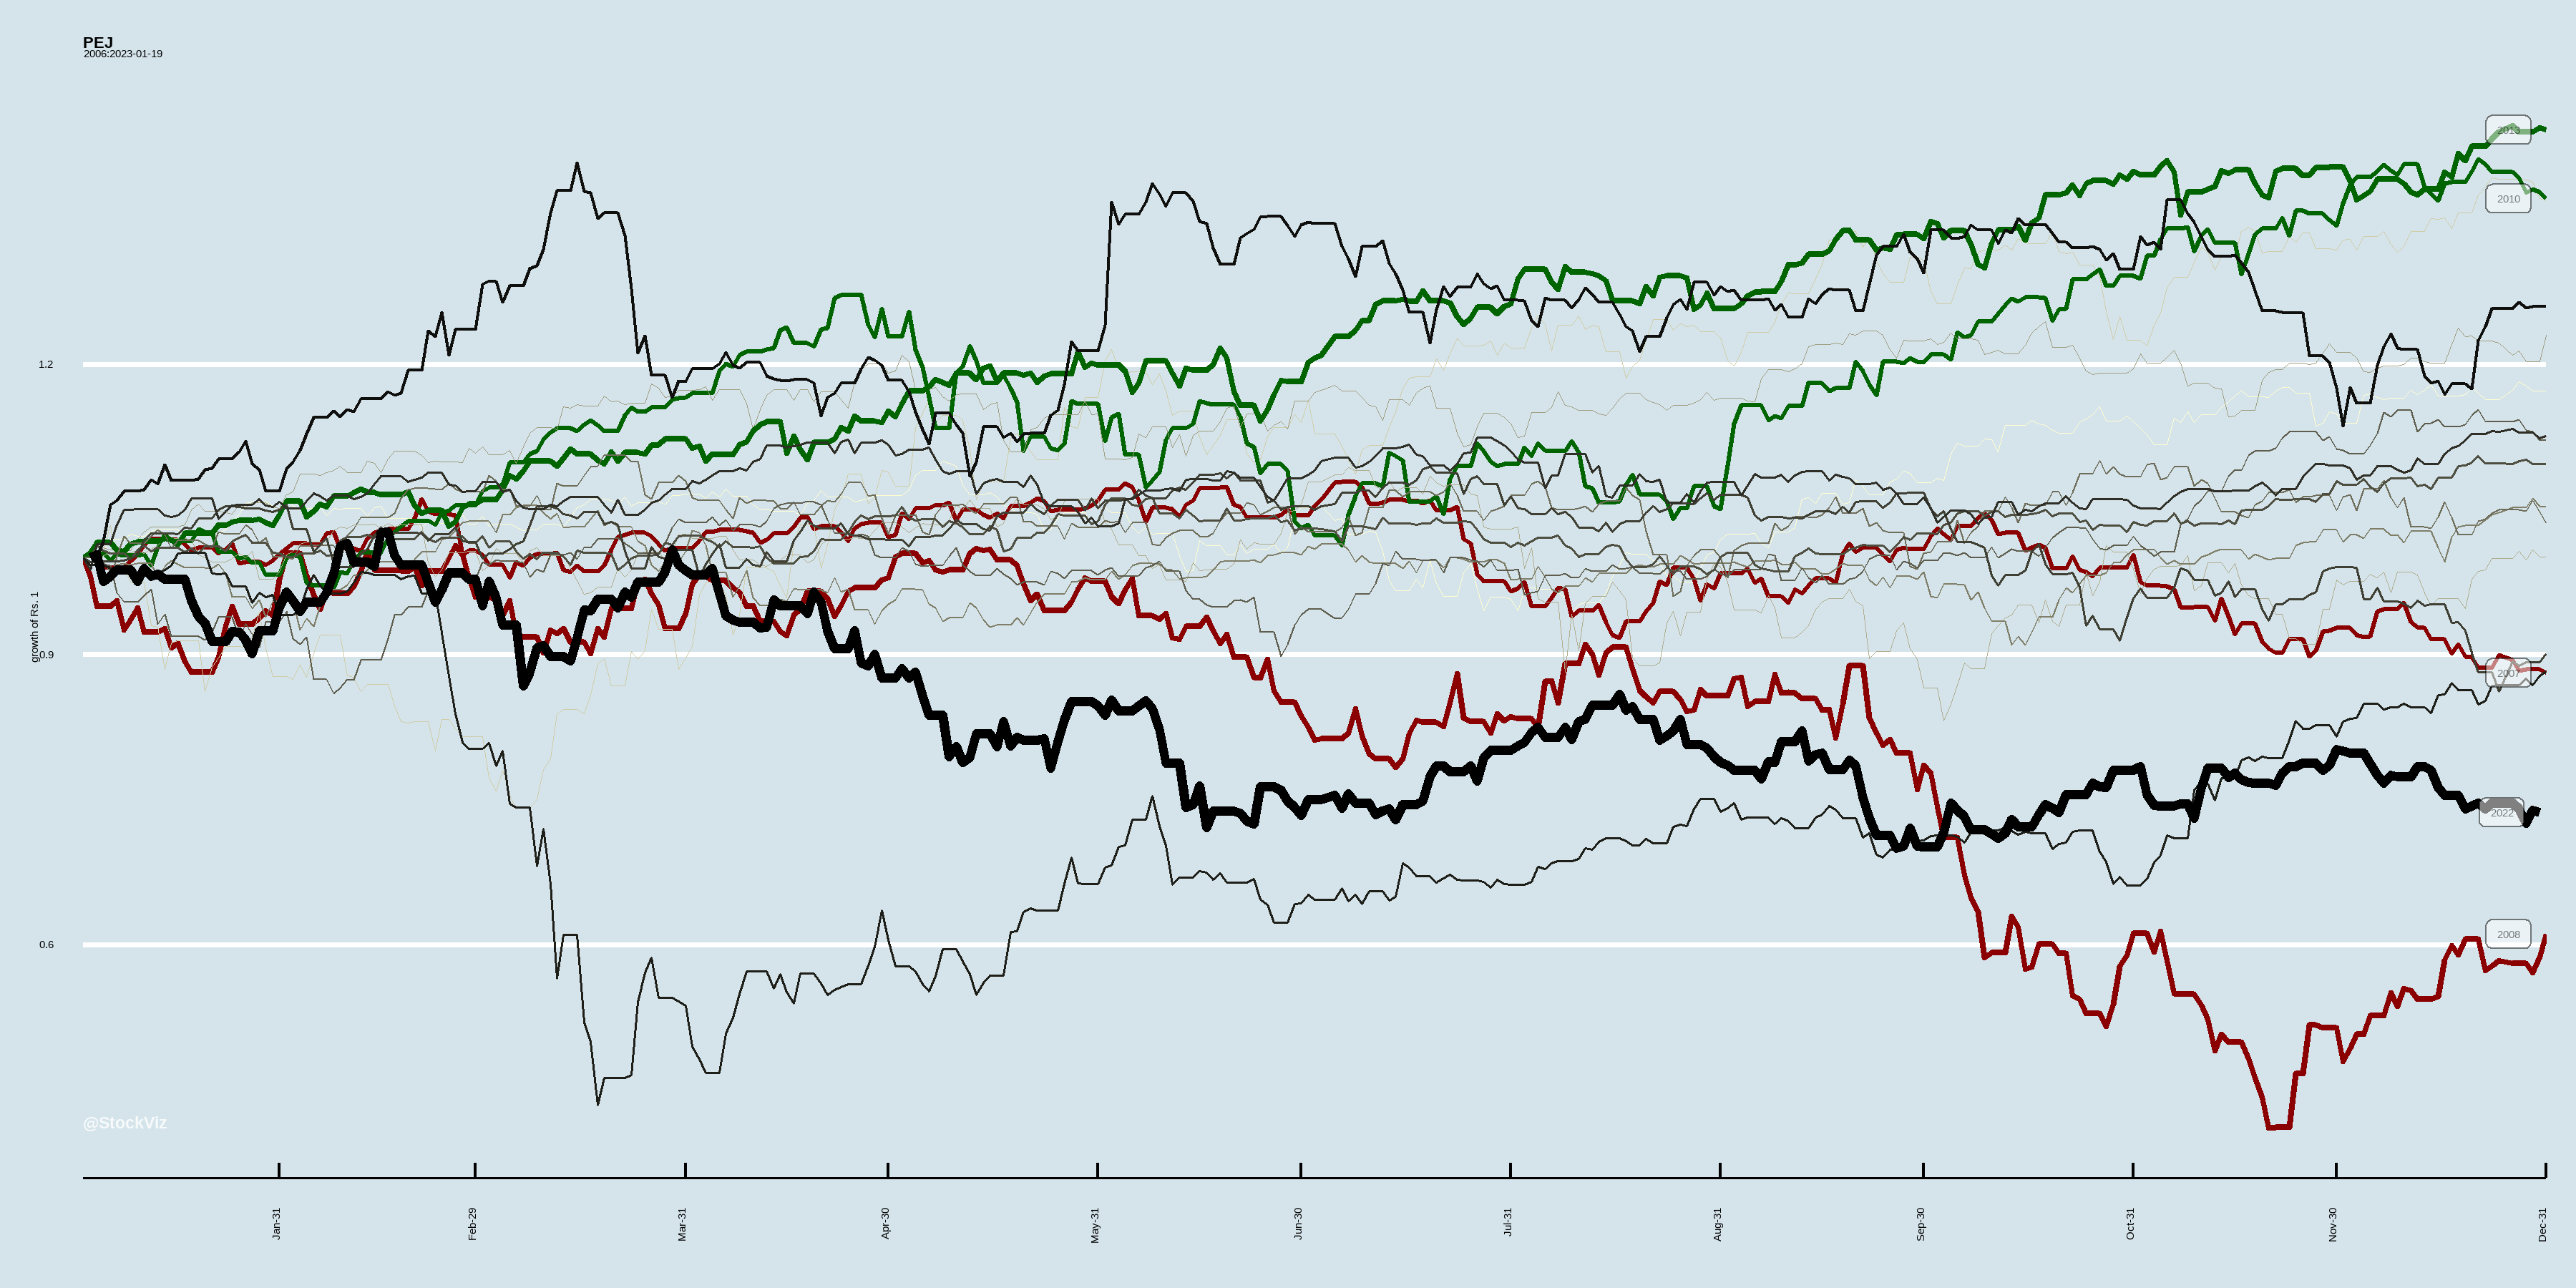 PEJ
2006:2023-01-19
2013
2010
1.2
growth of Rs. 1
0.9
2007
2022
0.6
2008
@StockViz
Jan-31
Feb-29
Mar-31
Apr-30
May-31
Jun-30
Jul-31
Aug-31
Sep-30
Oct-31
Nov-30
Dec-31